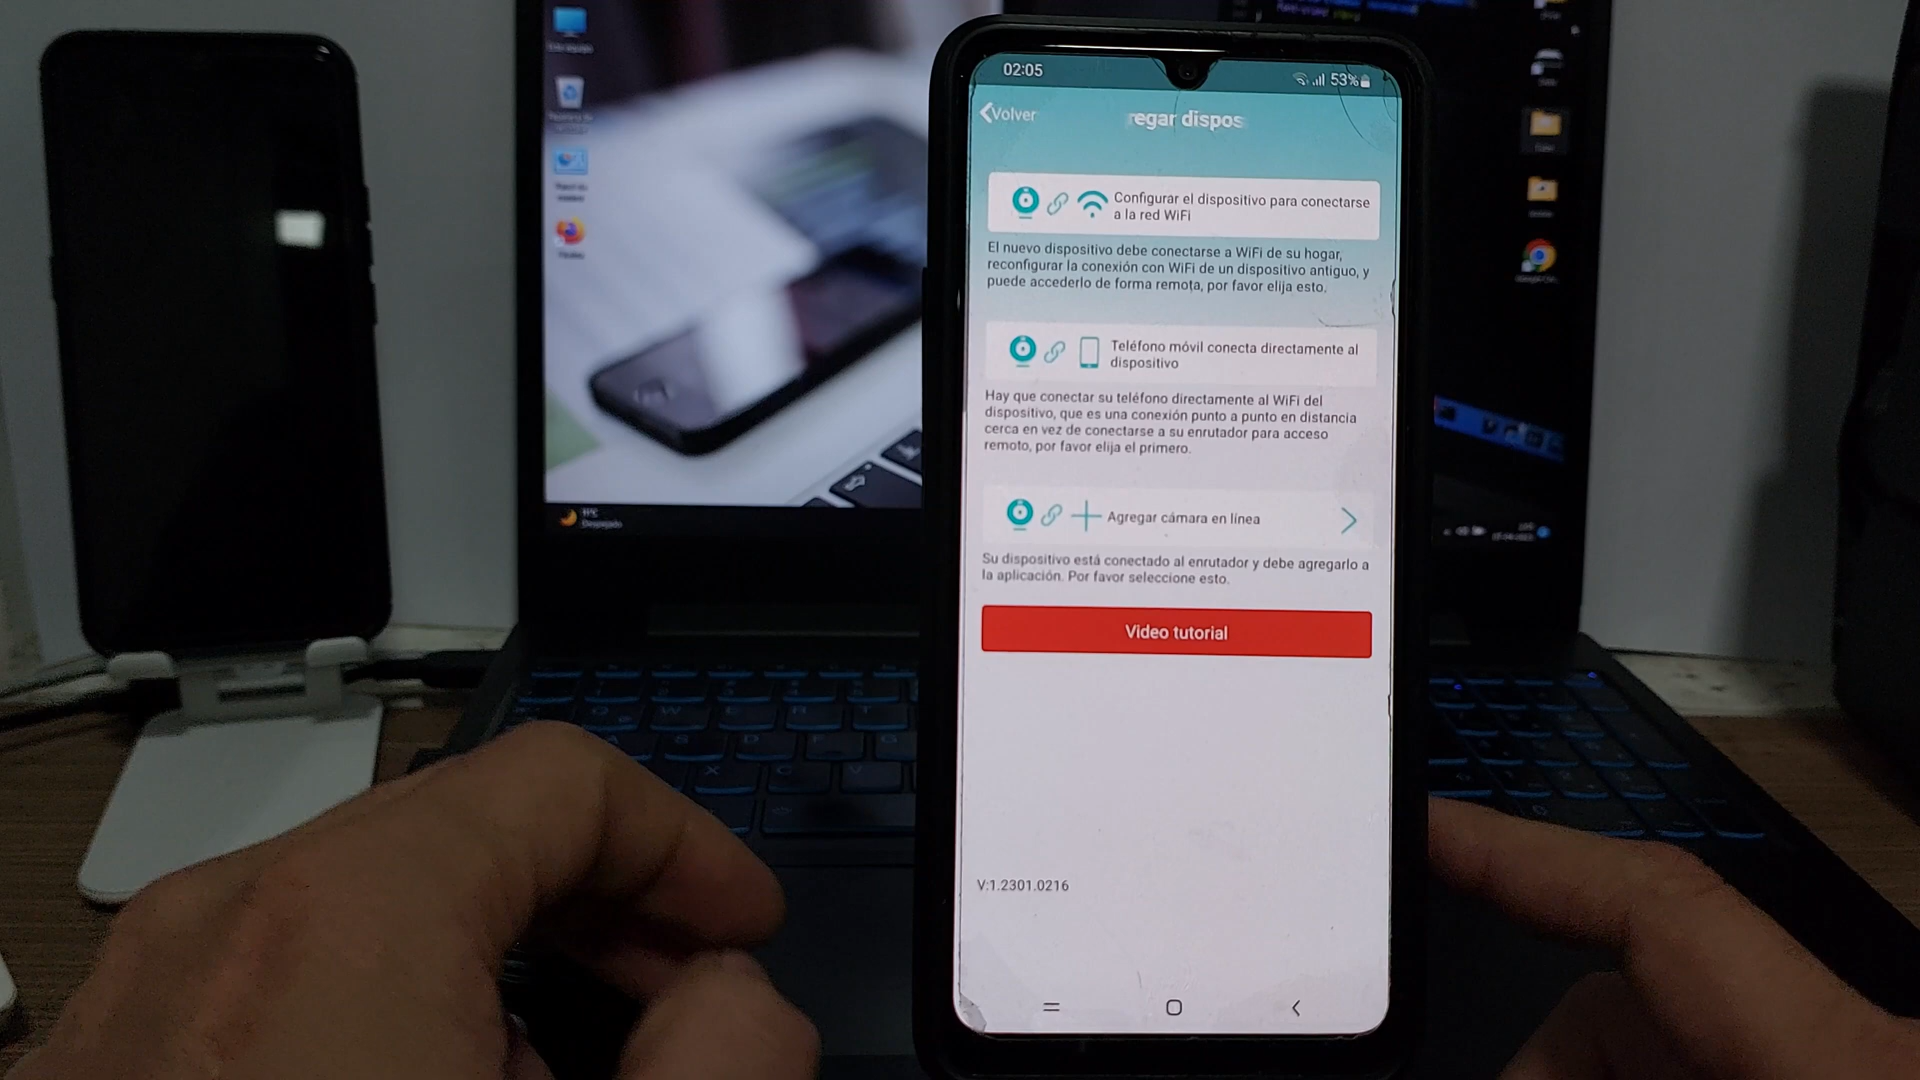 02:05
53%
Volver
regar dispos
Configurar el dispositivo para conectarse
a la red WiFi
El nuevo dispositivo debe conectarse a WiFi de su hogar,
reconfigurar la conexión con WiFi de un dispositivo antiguo, y
puede accederlo de forma remota, por favor elija esto.
Teléfono móvil conecta directamente al
dispositivo
Hay que conectar su teléfono directamente al WiFi del
dispositivo, que es una conexión punto a punto en distancia
cerca en vez de conectarse a su enrutador para acceso
remoto, por favor elija el primero.
Agregar cámara en línea
Su dispositivo está conectado al enrutador y debe agregarlo a
la aplicación. Por favor seleccione esto.
Video tutorial
V:1.2301.0216